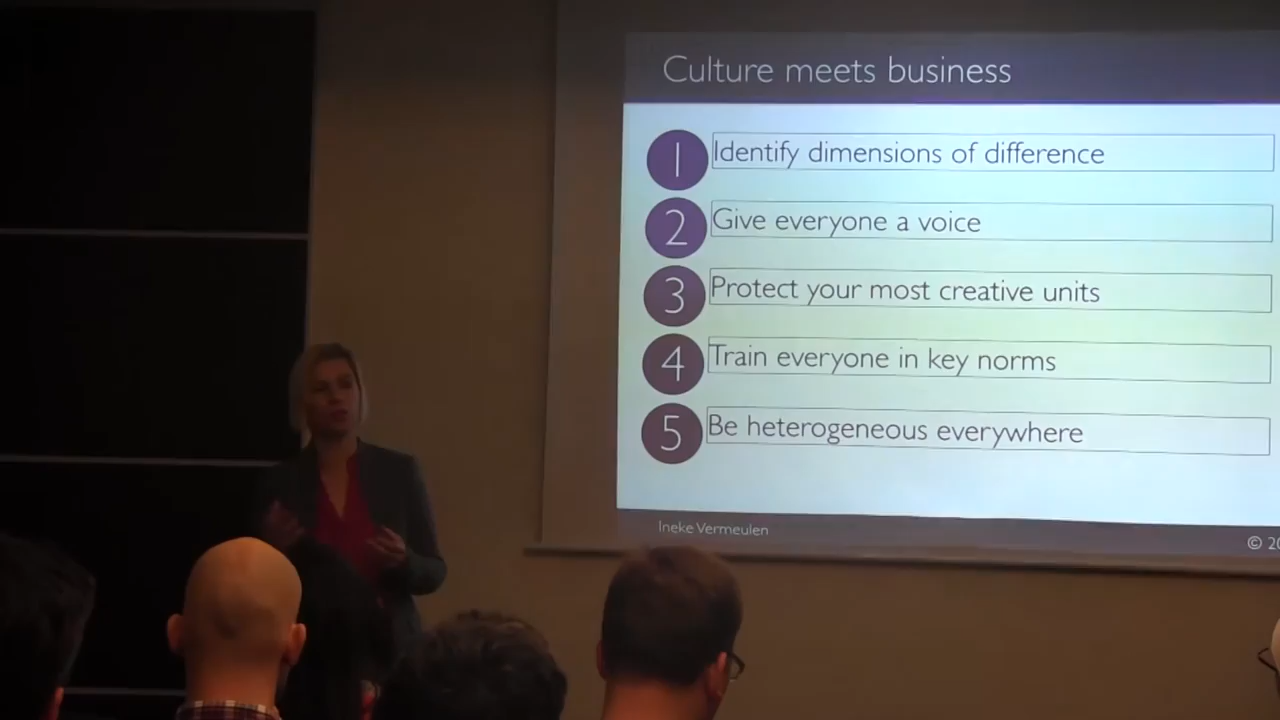 Culture meets business
1 Identify dimensions of difference
2 Give everyone a voice
3 Protect your most creative units
4 Train everyone in key norms
5 Be heterogeneous everywhere
Ineke Vermeulen
© 20